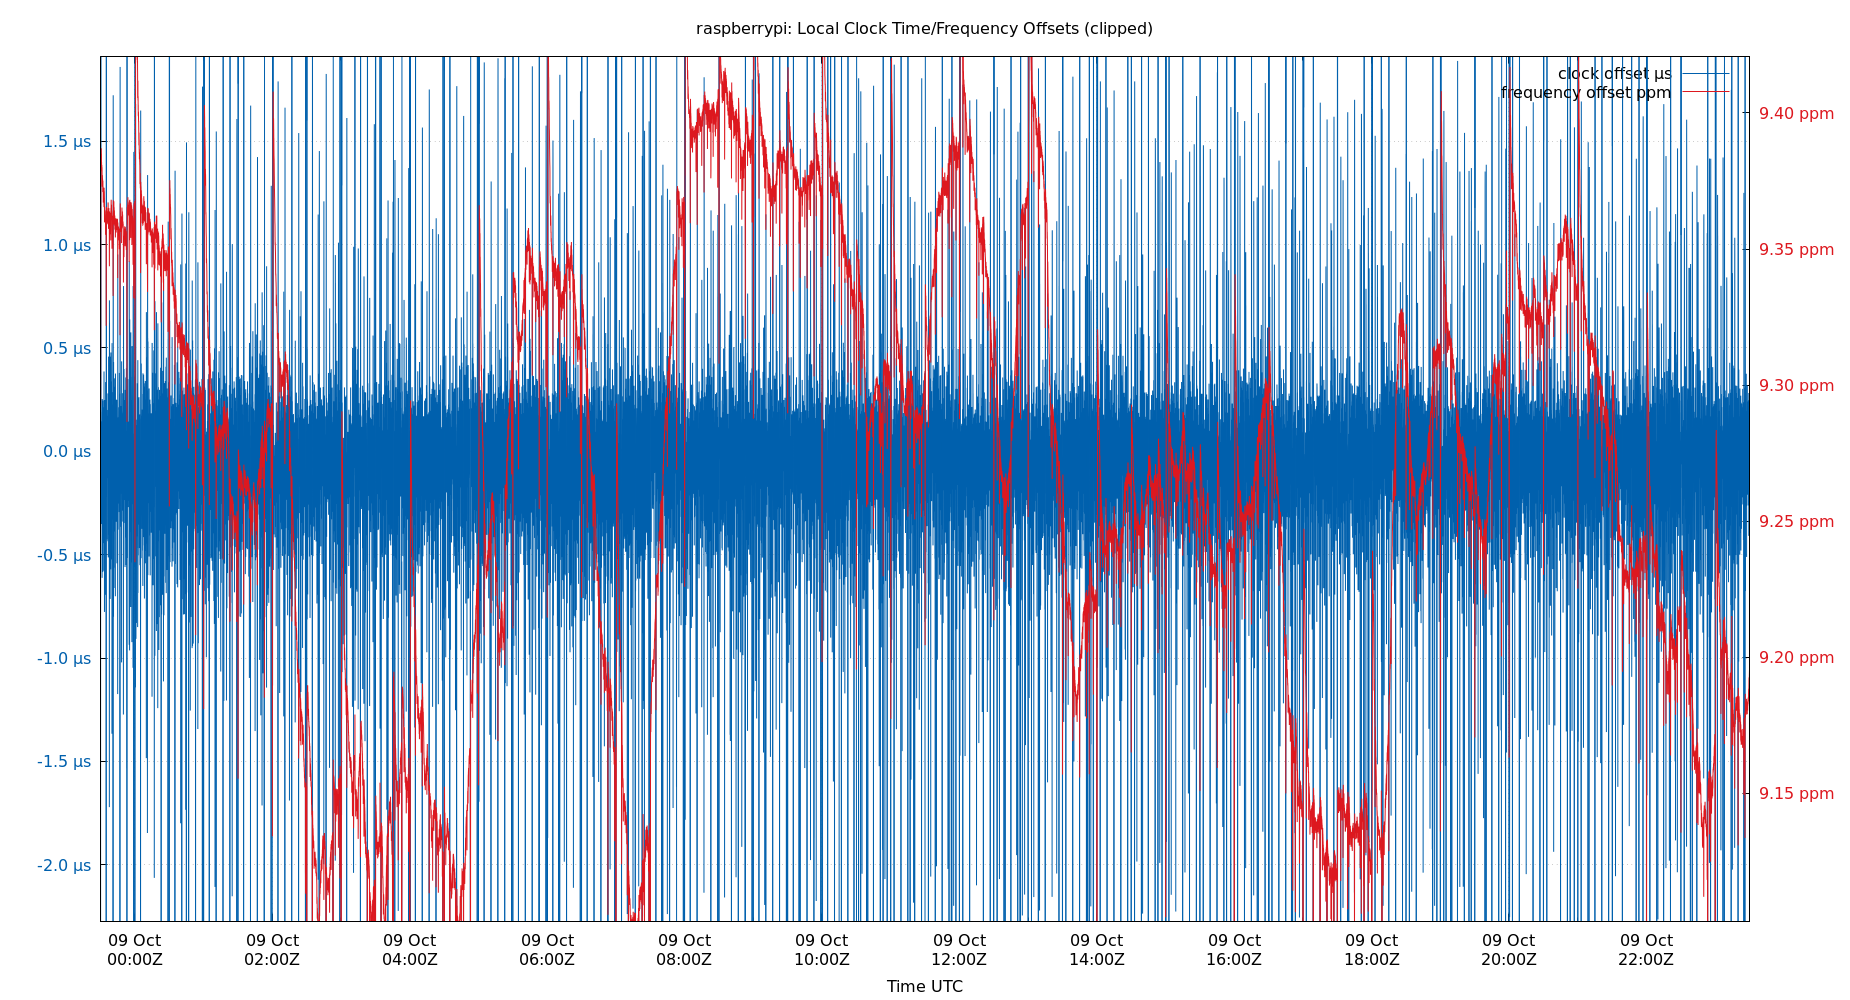 raspberrypi: Local Clock Time/Frequency Offsets (clipped)
clock offset µs
frequency offset ppm
1.5 µs
1.0 µs
0.5 µs
0.0 µs
-0.5 µs
-1.0 µs
-1.5 µs
-2.0 µs
9.40 ppm
9.35 ppm
9.30 ppm
9.25 ppm
9.20 ppm
9.15 ppm
09 Oct 09 Oct 09 Oct 09 Oct 09 Oct 09 Oct 09 Oct 09 Oct 09 Oct 09 Oct 09 Oct 09 Oct
00:00Z 02:00Z 04:00Z 06:00Z 08:00Z 10:00Z 12:00Z 14:00Z 16:00Z 18:00Z 20:00Z 22:00Z
Time UTC